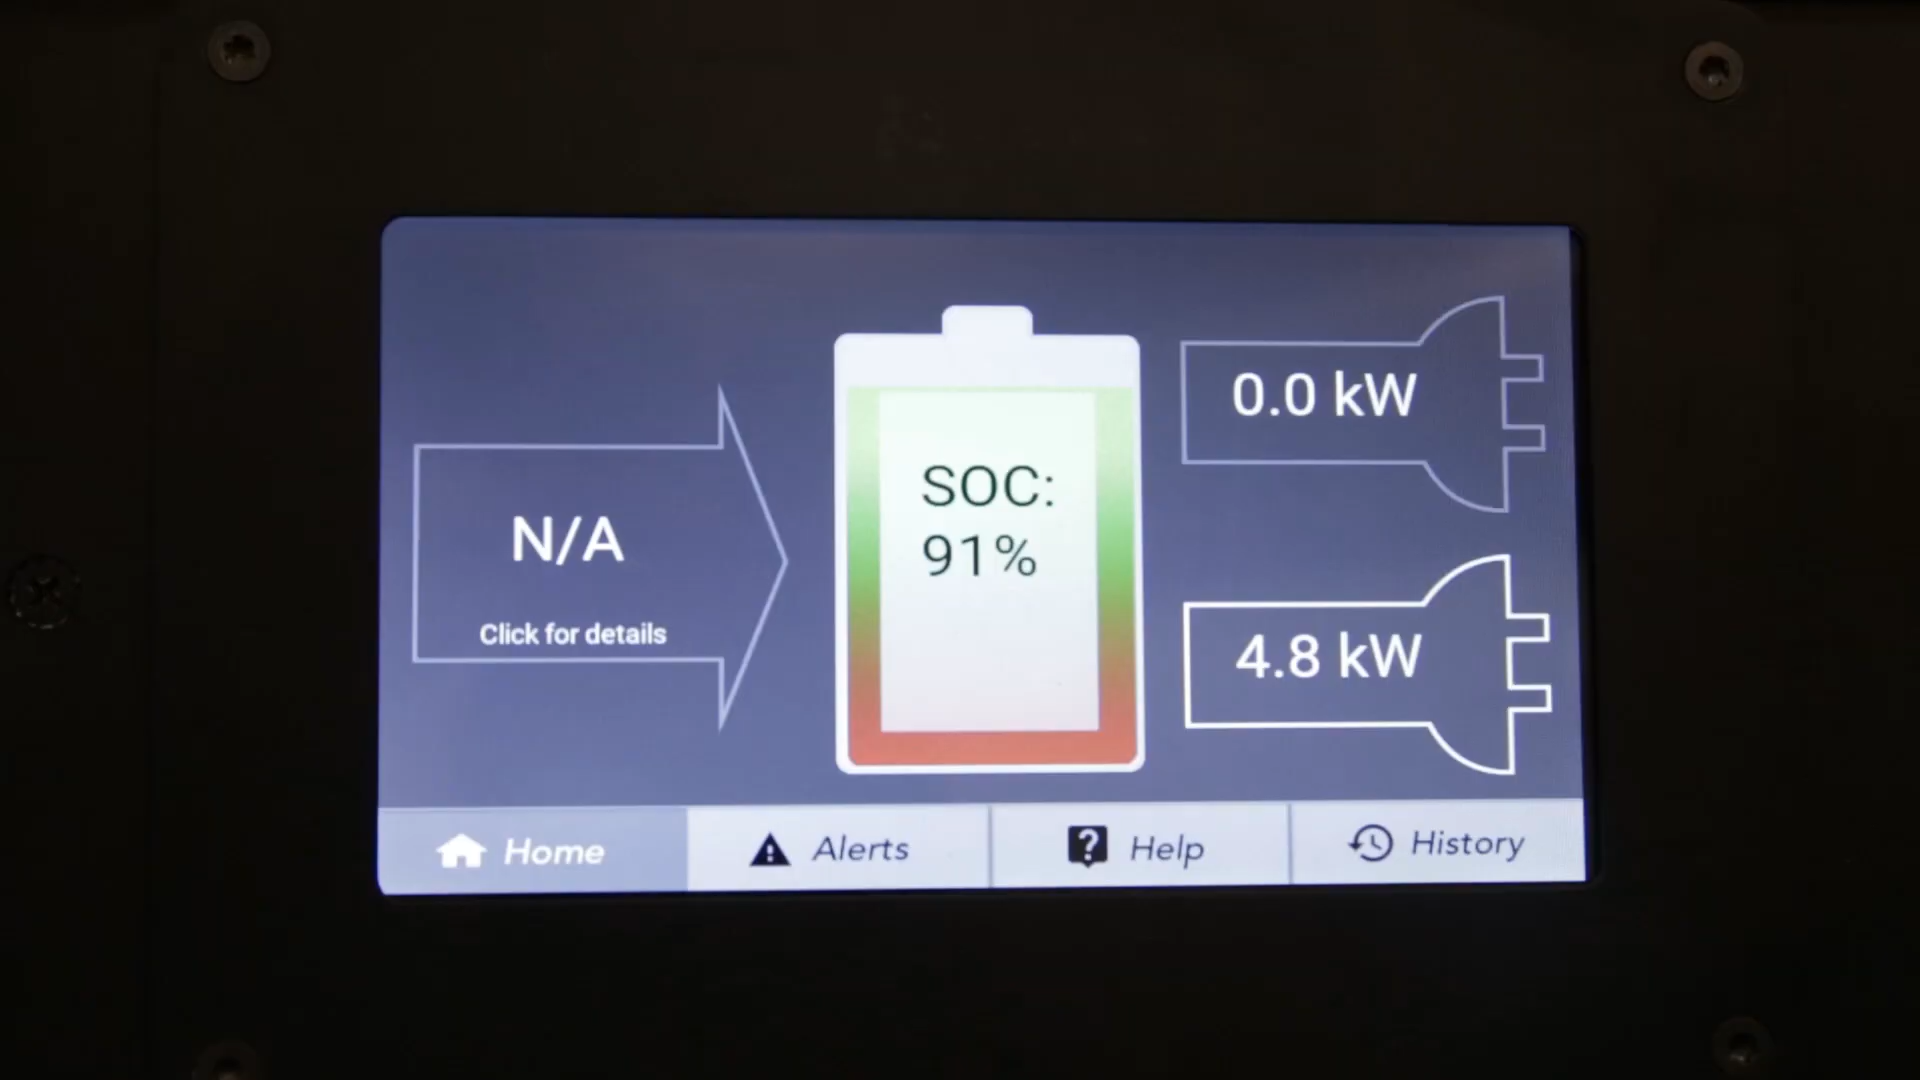 N/A
Click for details
SOC:
91%
0.0 kW
4.8 kW
Home
Alerts
Help
History